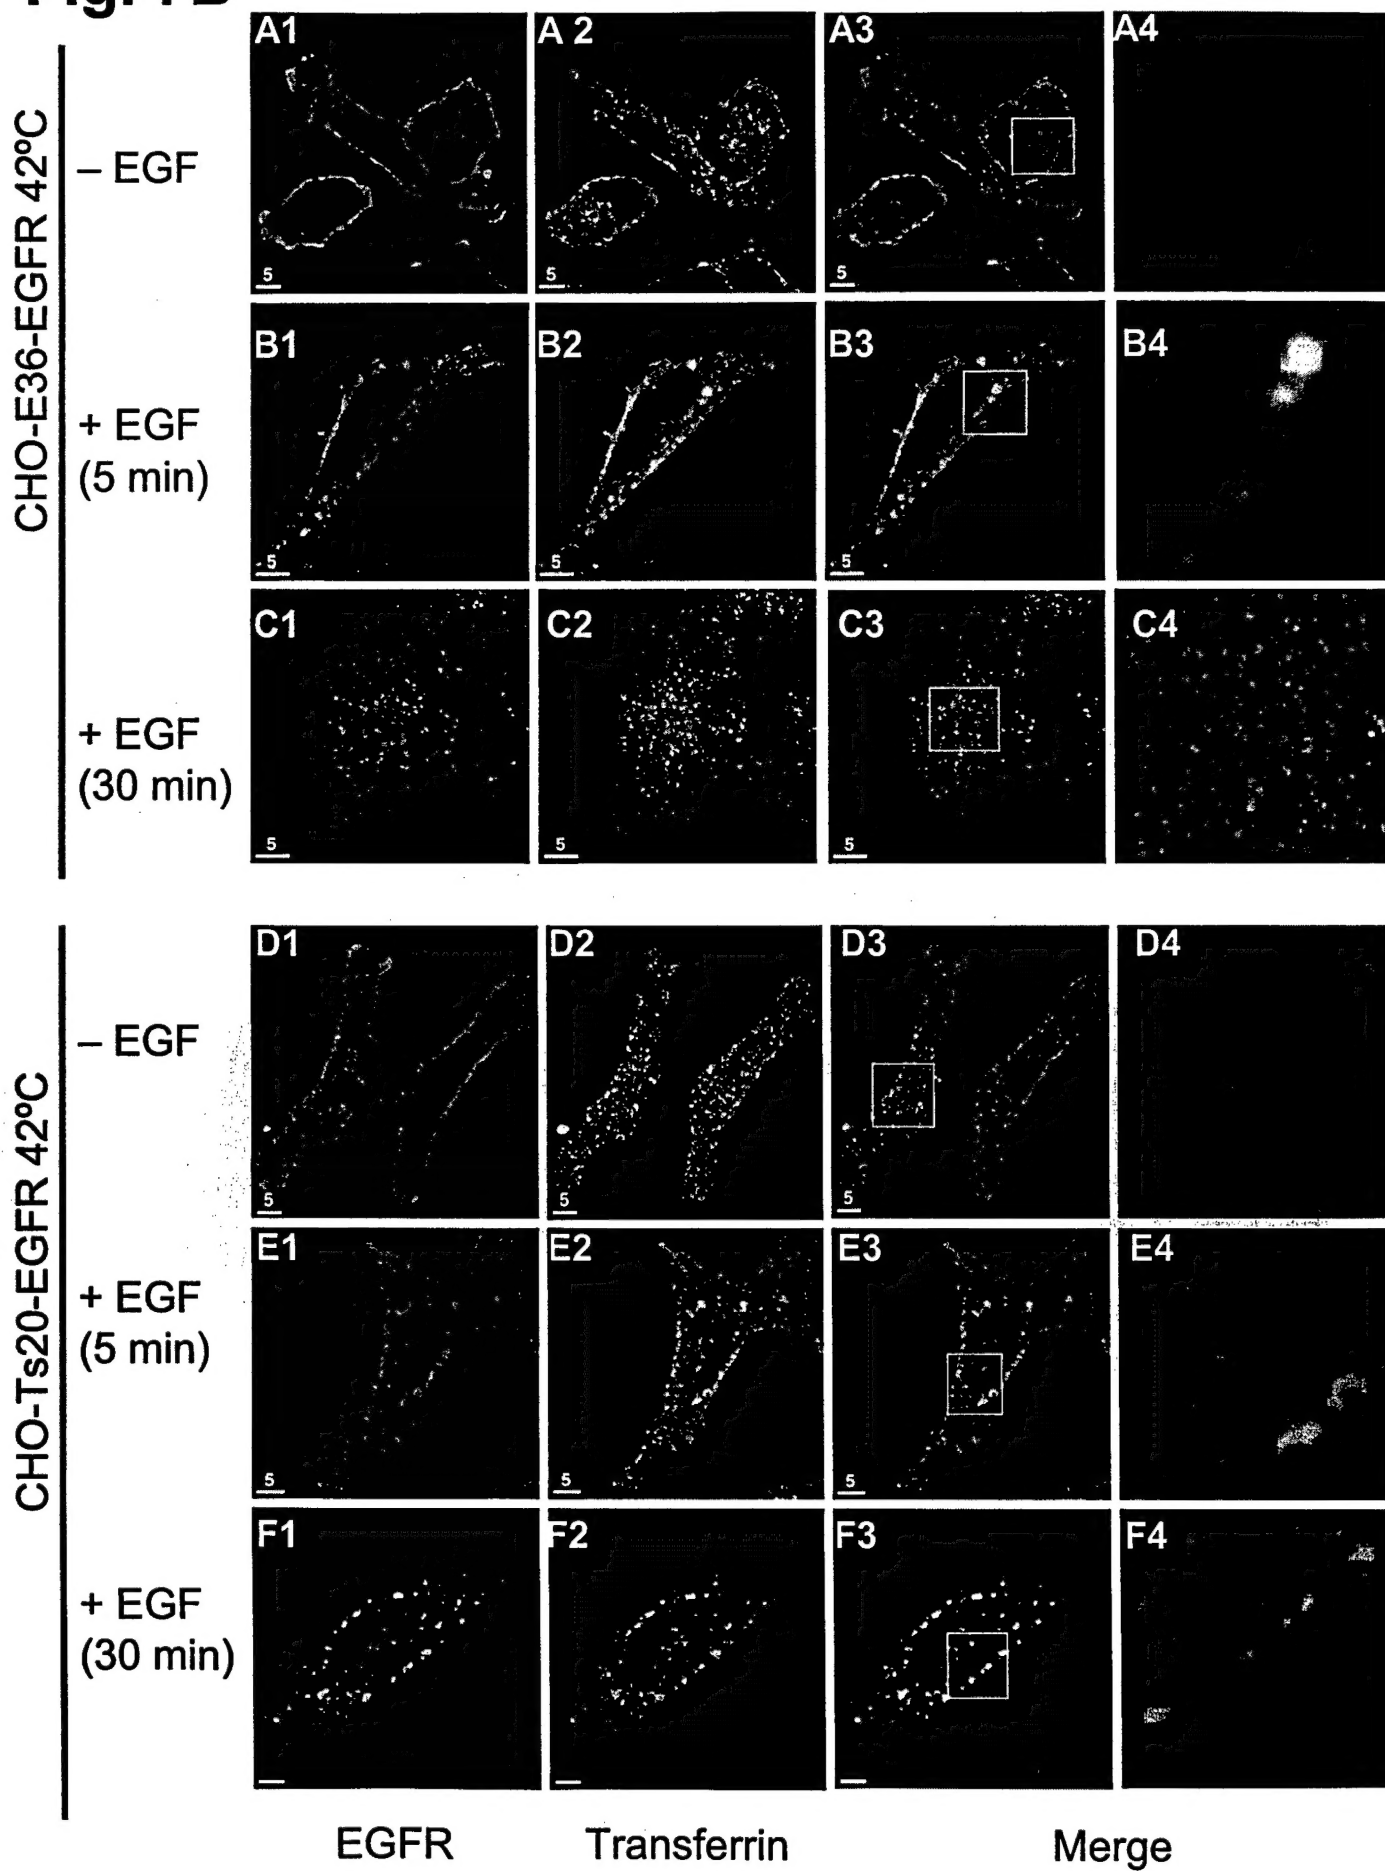 A1 A 2 A3 A4
CHO-E36-EGFR 42ºC
– EGF
5 5 5
B1 B2 B3 B4
+ EGF
(5 min)
5 5 5
C1 C2 C3 C4
+ EGF
(30 min)
5 5 5
D1 D2 D3 D4
CHO-Ts20-EGFR 42ºC
– EGF
5 5 5
E1 E2 E3 E4
+ EGF
(5 min)
5 5 5
F1 F2 F3 F4
+ EGF
(30 min)
EGFR Transferrin Merge